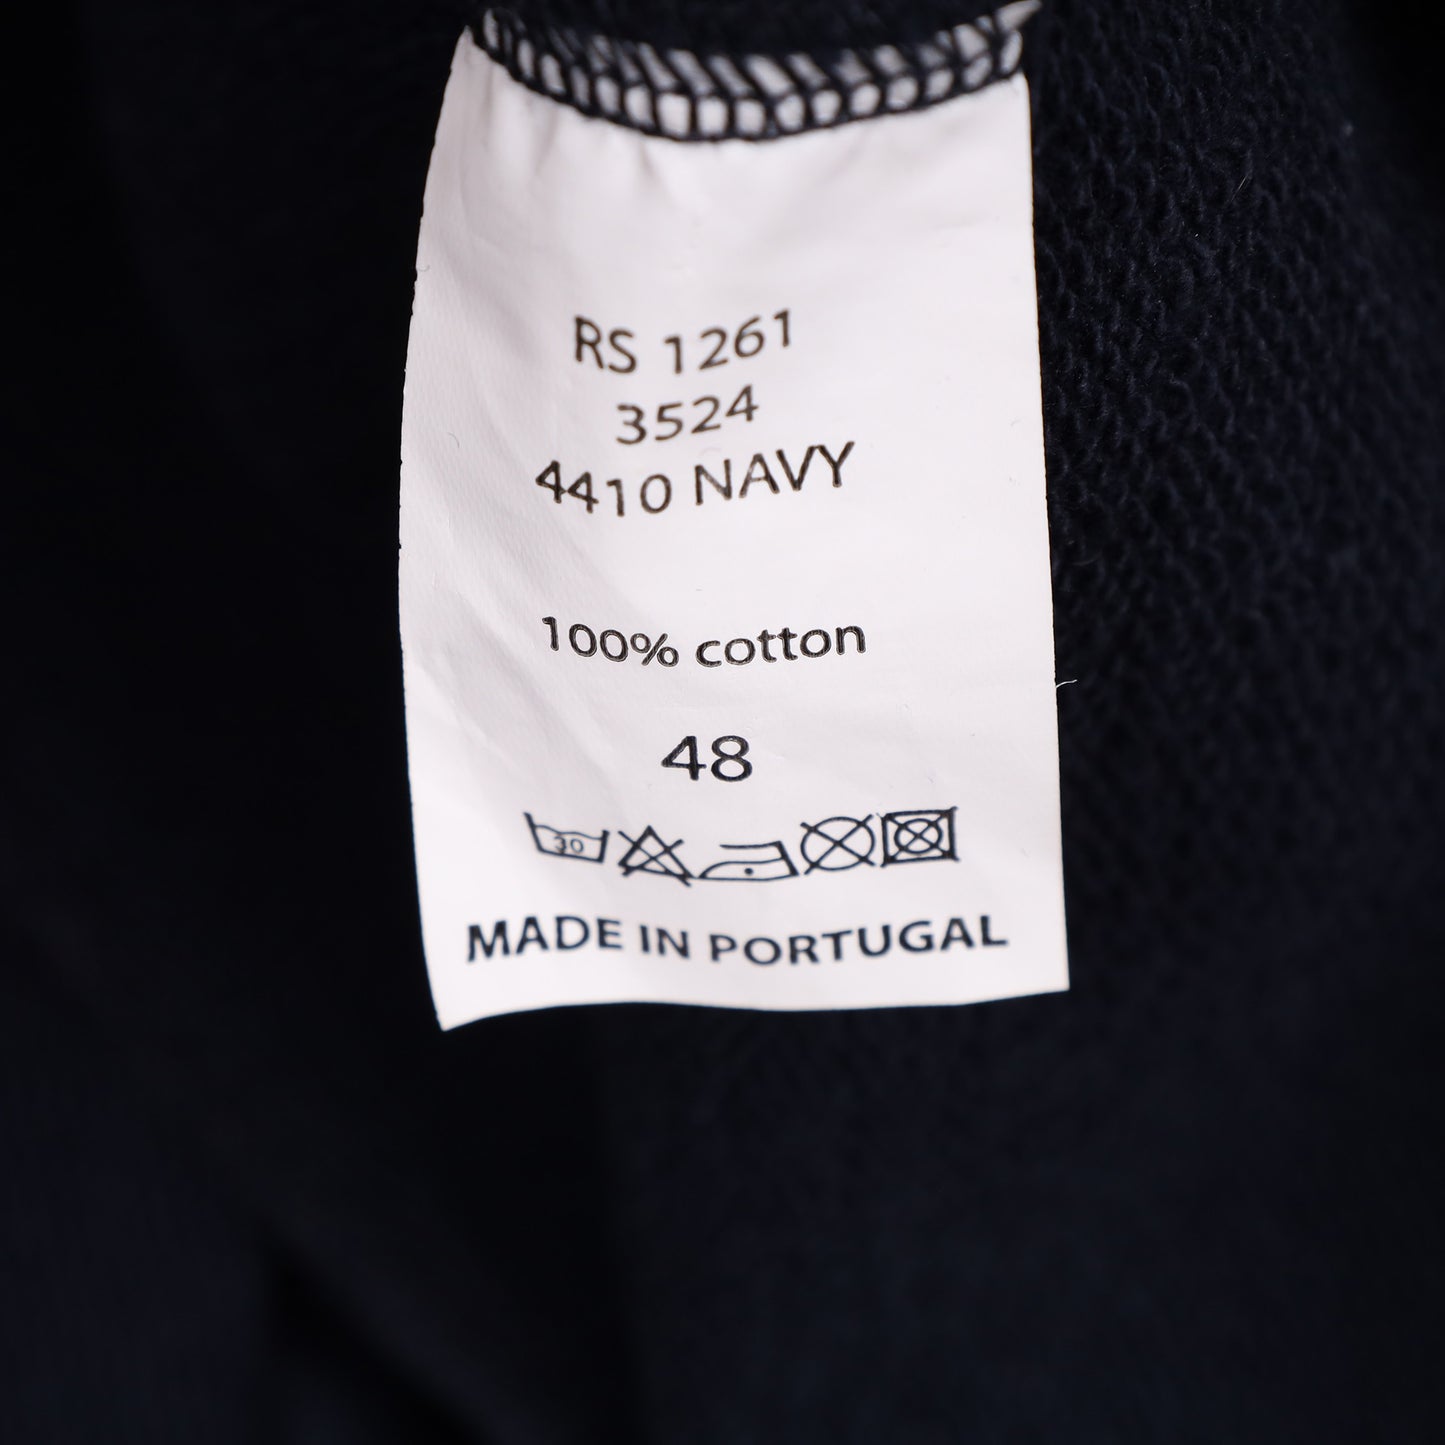 RS 1261
3524
4410 NAVY
100% cotton
48
30
MADE IN PORTUGAL